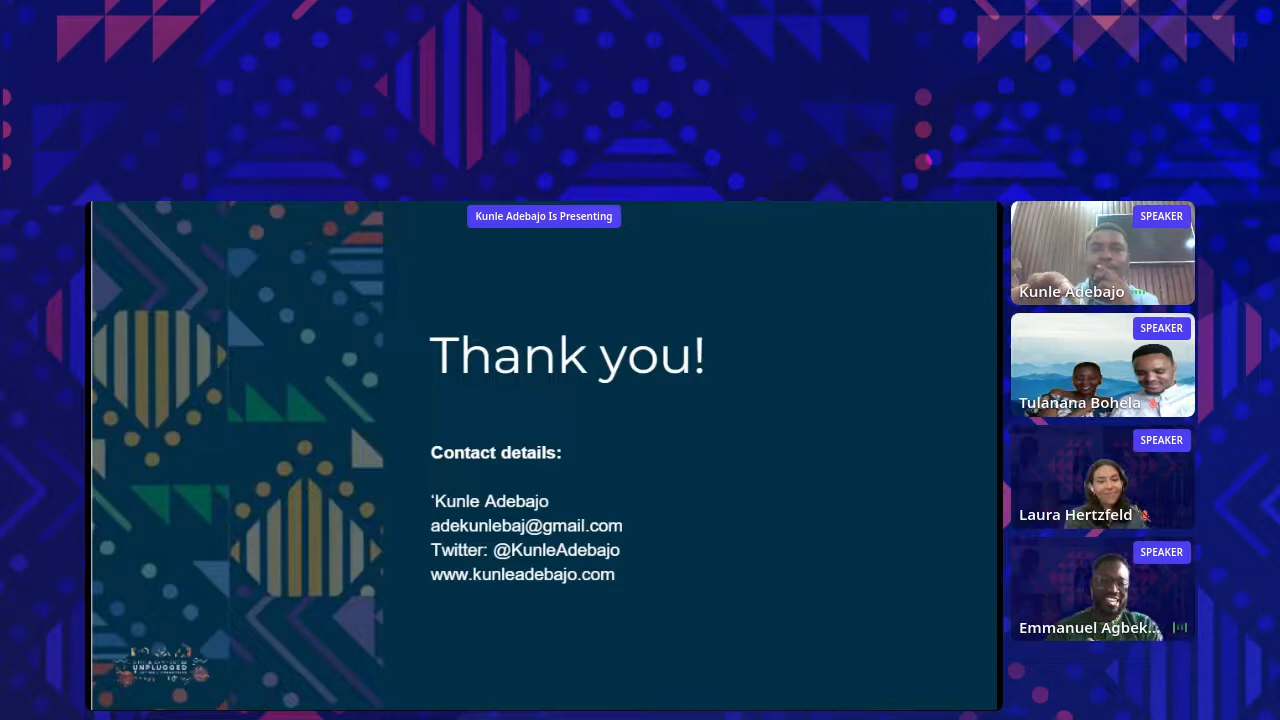 Kunle Adebajo Is Presenting
Thank you!
Contact details:
'Kunle Adebajo
adekunlebaj@gmail.com
Twitter: @KunleAdebajo
www.kunleadebajo.com
UNPLUGGED
SPEAKER
Kunle Adebajo
SPEAKER
Tulanana Bohela
SPEAKER
Laura Hertzfeld
SPEAKER
Emmanuel Agbek...